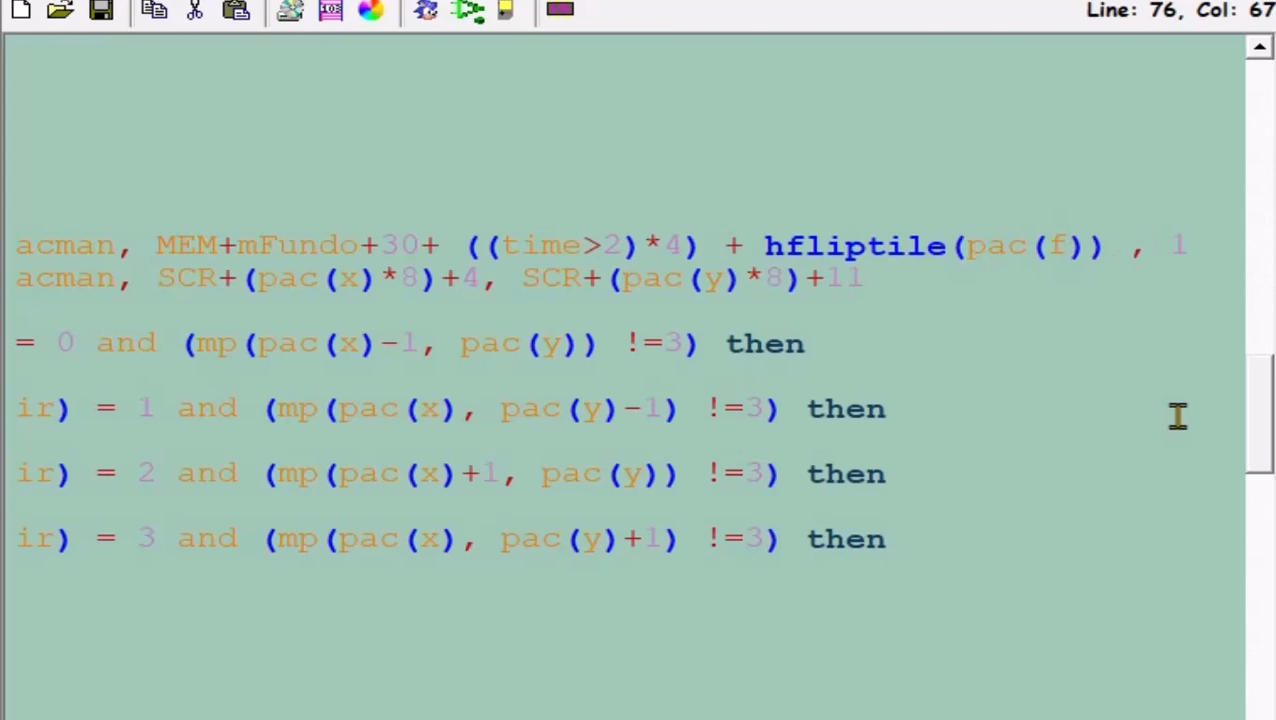 Line: 76, Col: 67
acman, MEM+mFundo+30+ ((time>2)*4) + hfliptile(pac(f)) , 1
acman, SCR+(pac(x)*8)+4, SCR+(pac(y)*8)+11
= 0 and (mp(pac(x)-1, pac(y)) !=3) then
ir) = 1 and (mp(pac(x), pac(y)-1) !=3) then
ir) = 2 and (mp(pac(x)+1, pac(y)) !=3) then
ir) = 3 and (mp(pac(x), pac(y)+1) !=3) then